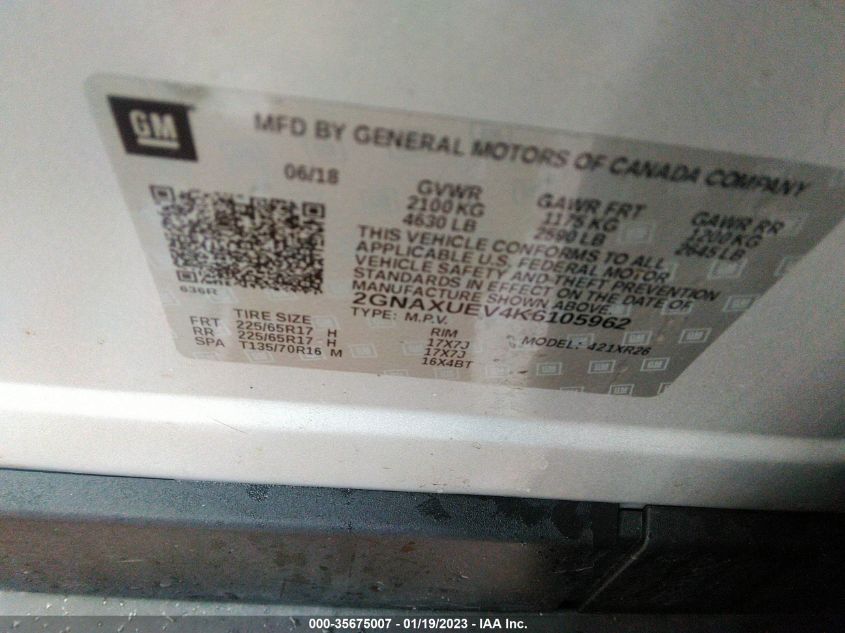 GM
MFD BY GENERAL MOTORS OF CANADA COMPANY
06/18
GVWR
2100 KG
4630 LB
GAWR FRT
1175 KG
2590 LB
GAWR RR
1200 KG
2645 LB
THIS VEHICLE CONFORMS TO ALL
APPLICABLE U.S. FEDERAL MOTOR
VEHICLE SAFETY AND THEFT PREVENTION
STANDARDS IN EFFECT ON THE DATE OF
MANUFACTURE SHOWN ABOVE.
636R
2GNAXUEV4K6105962
TYPE: M.P.V.
MODEL: 421XR26
TIRE SIZE
RIM
FRT 225/65R17 H 17X7J
RR 225/65R17 H 17X7J
SPA T135/70R16 M 16X4BT
000-35675007 - 01/19/2023 - IAA Inc.